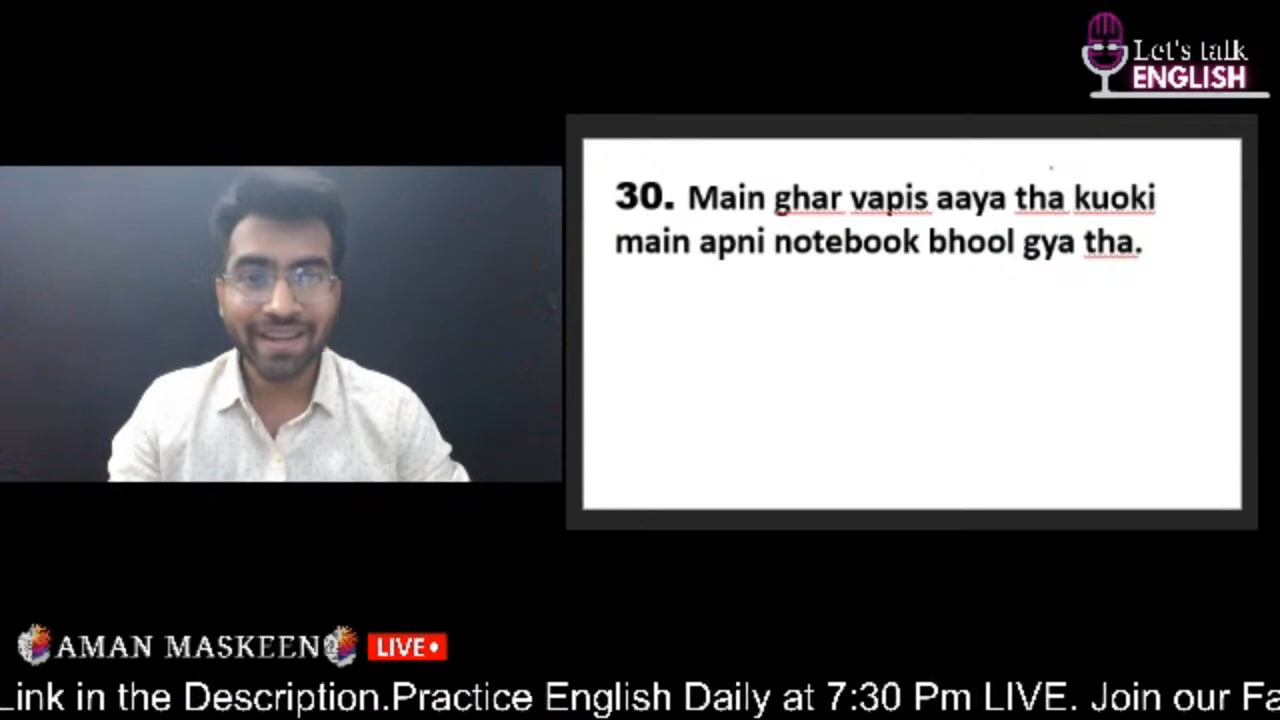 Let's talk
ENGLISH
30. Main ghar vapis aaya tha kuoki
main apni notebook bhool gya tha.
AMAN MASKEEN LIVE
Link in the Description.Practice English Daily at 7:30 Pm LIVE. Join our Fa